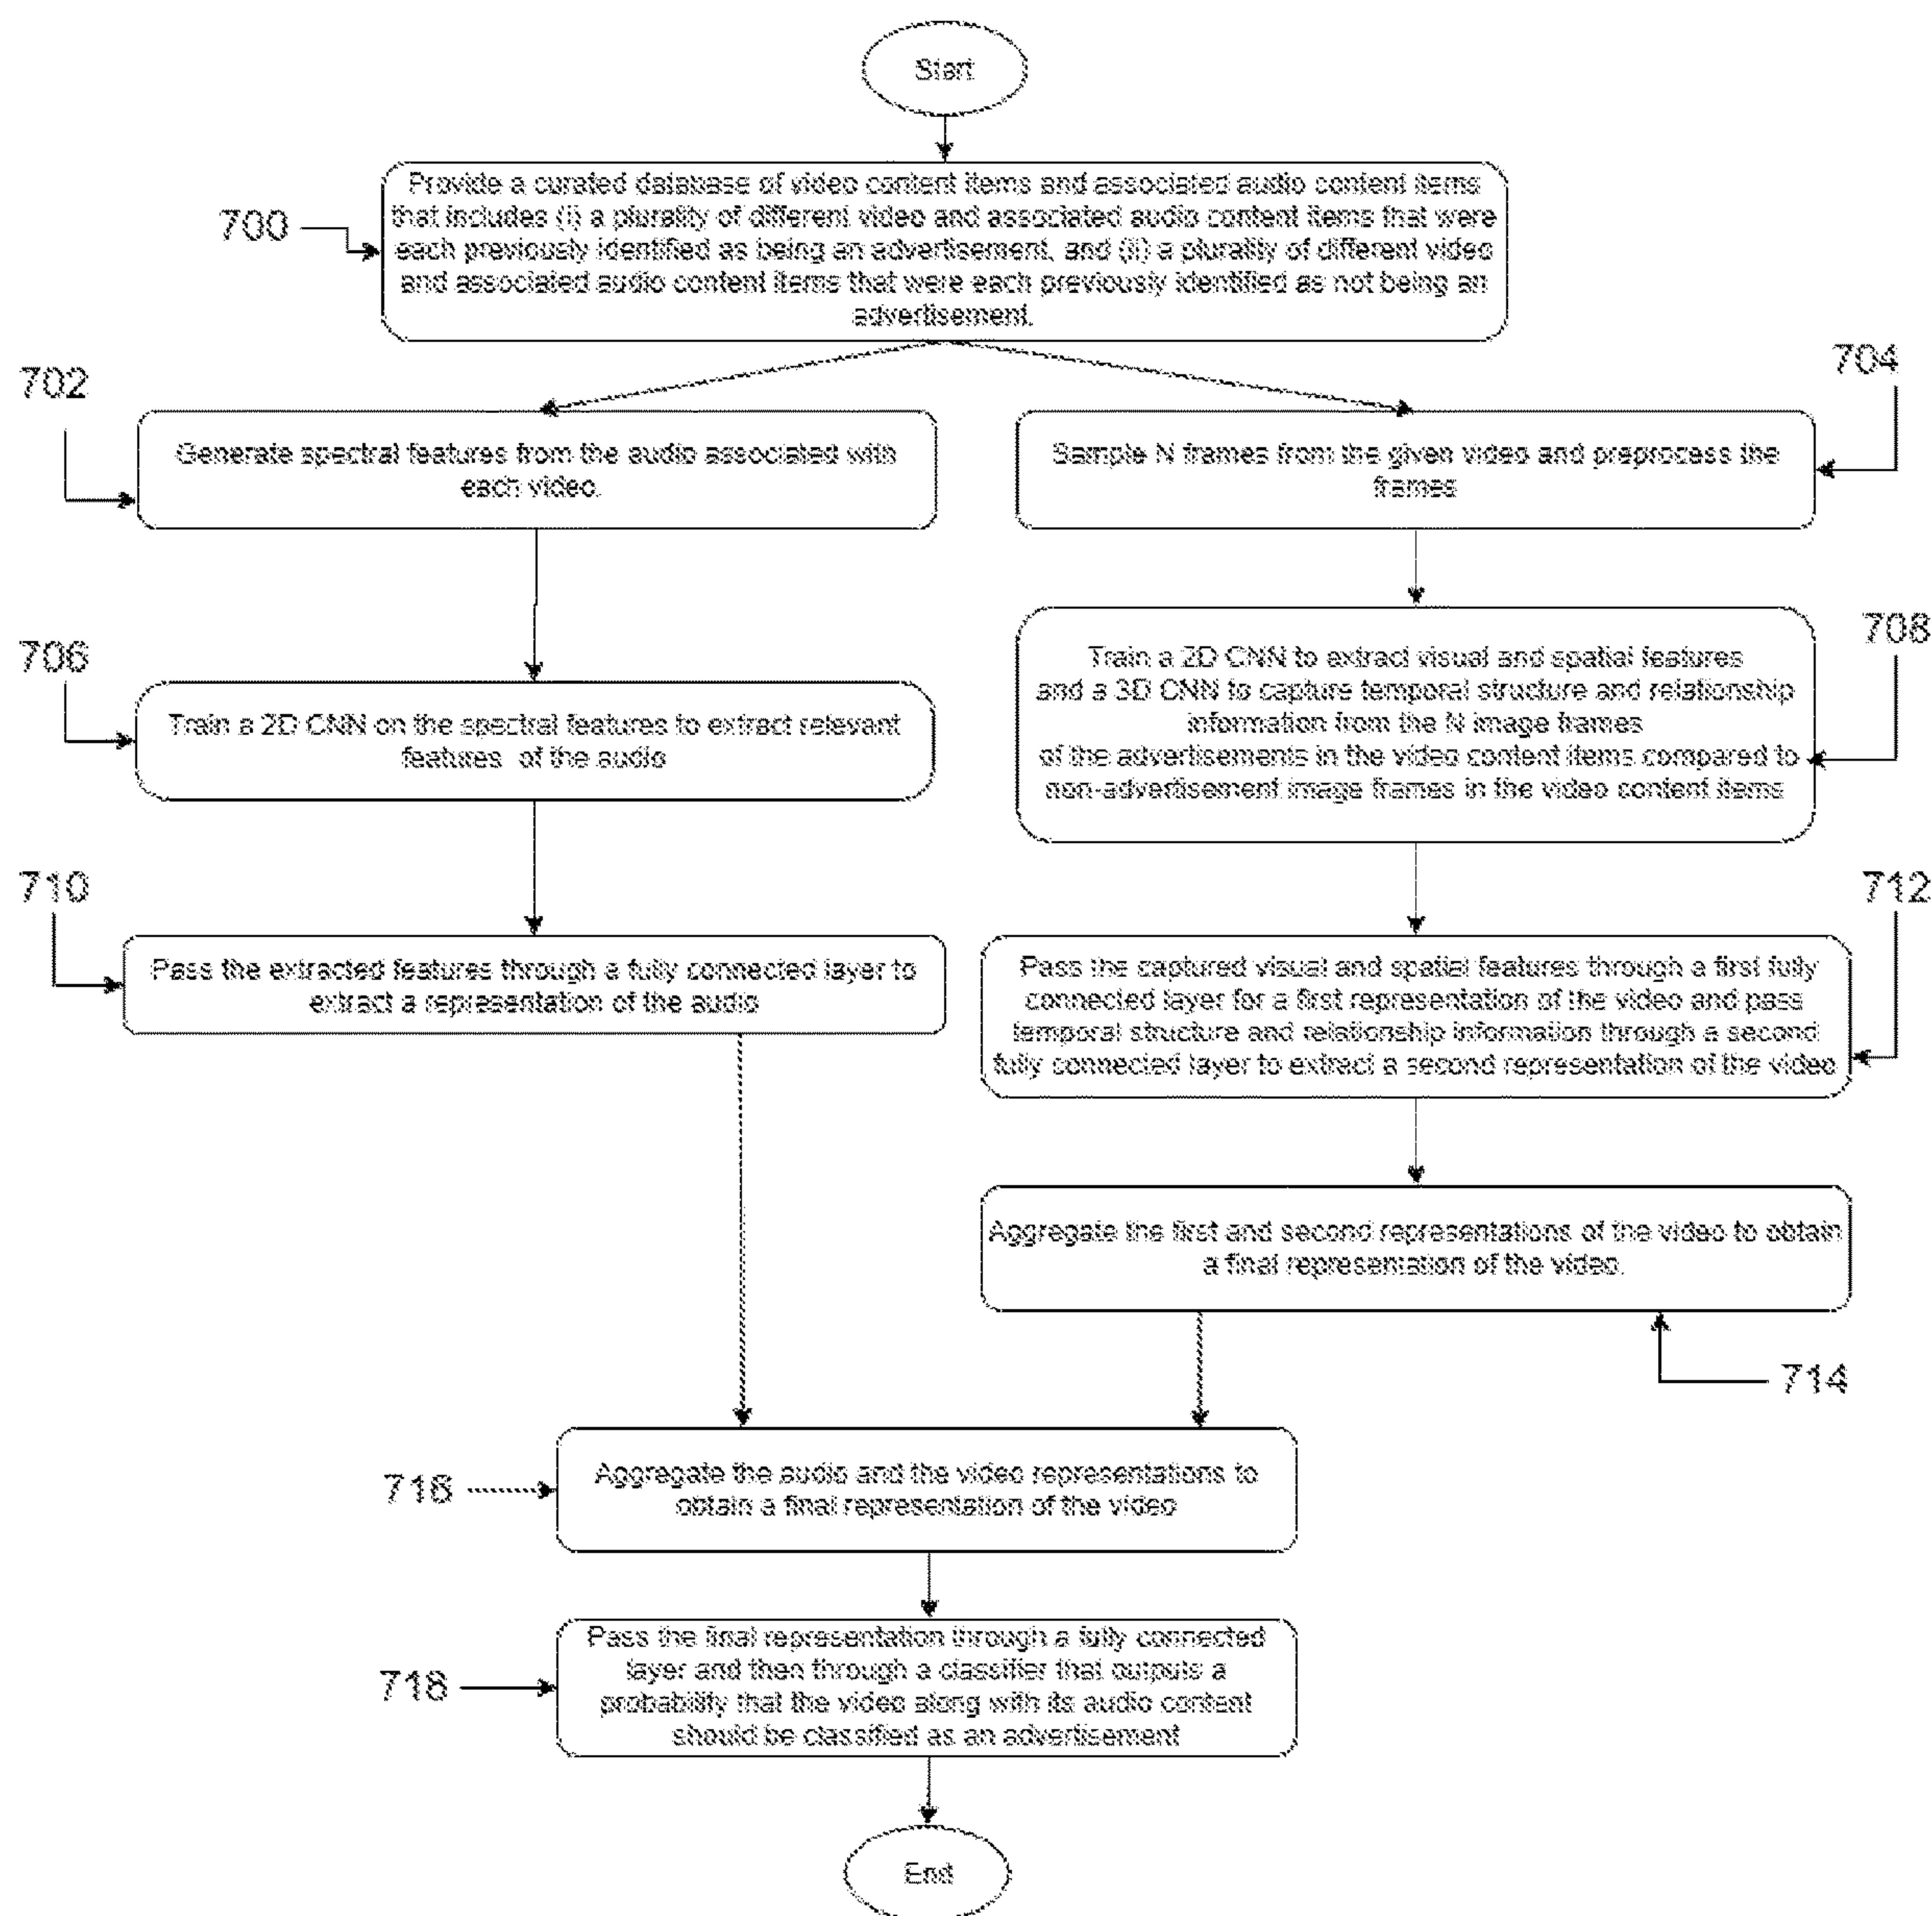 Start
700
Provide a curated database of video content items and associated audio content items
that includes (i) a plurality of different video and associated audio content items that were
each previously identified as being an advertisement, and (ii) a plurality of different video
and associated audio content items that were each previously identified as not being an
advertisement.
702
704
Generate spectral features from the audio associated with
each video.
Sample N frames from the given video and preprocess the
frames
706
708
Train a 2D CNN on the spectral features to extract relevant
features of the audio
Train a 2D CNN to extract visual and spatial features
and a 3D CNN to capture temporal structure and relationship
information from the N image frames
of the advertisements in the video content items compared to
non-advertisement image frames in the video content items
710
712
Pass the extracted features through a fully connected layer to
extract a representation of the audio
Pass the captured visual and spatial features through a first fully
connected layer for a first representation of the video and pass
temporal structure and relationship information through a second
fully connected layer to extract a second representation of the video
Aggregate the first and second representations of the video to obtain
a final representation of the video.
714
716
Aggregate the audio and the video representations to
obtain a final representation of the video
718
Pass the final representation through a fully connected
layer and then through a classifier that outputs a
probability that the video along with its audio content
should be classified as an advertisement
End